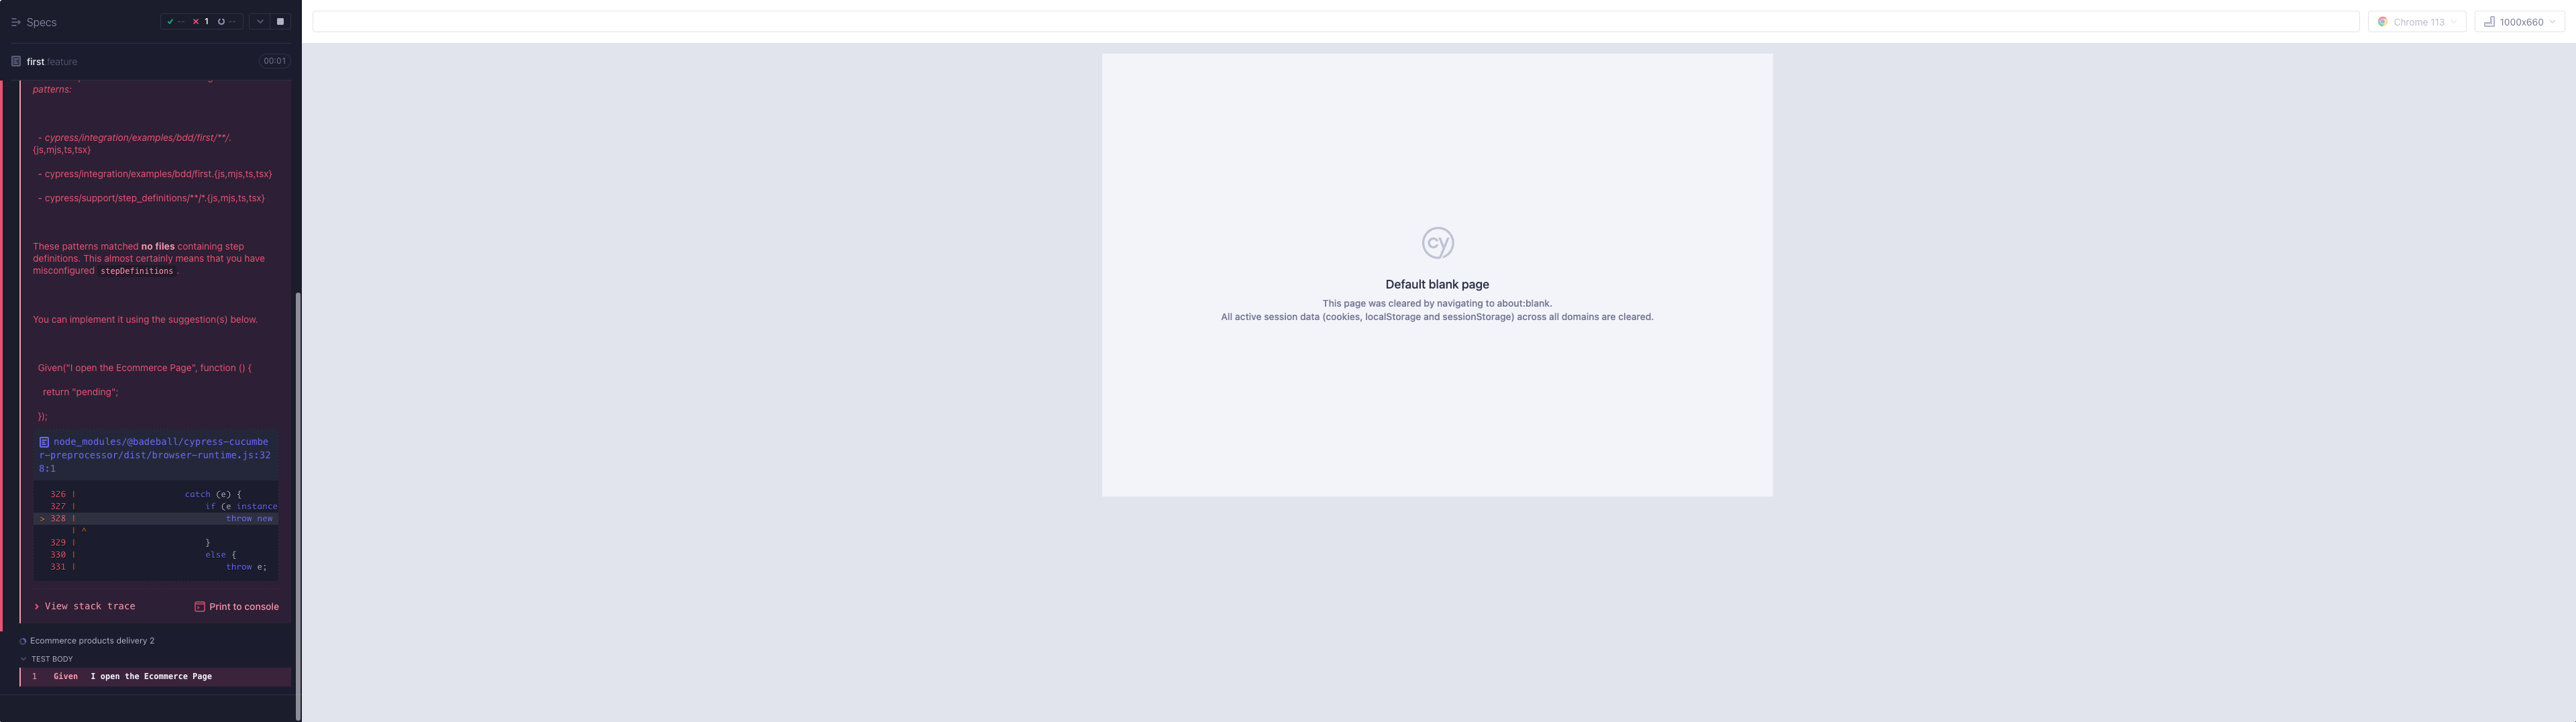 Specs
-- 1 --
first.feature 00:01
patterns:
- cypress/integration/examples/bdd/first/**/.
{js,mjs,ts,tsx}
- cypress/integration/examples/bdd/first.{js,mjs,ts,tsx}
- cypress/support/step_definitions/**/*.{js,mjs,ts,tsx}
These patterns matched no files containing step
definitions. This almost certainly means that you have
misconfigured stepDefinitions .
You can implement it using the suggestion(s) below.
Given("I open the Ecommerce Page", function () {
return "pending";
});
node_modules/@badeball/cypress-cucumbe
r-preprocessor/dist/browser-runtime.js:32
8:1
326 | catch (e) {
327 | if (e instance
> 328 | throw new
| ^
329 | }
330 | else {
331 | throw e;
View stack trace Print to console
Ecommerce products delivery 2
TEST BODY
1 Given I open the Ecommerce Page
Chrome 113 1000x660
cy
Default blank page
This page was cleared by navigating to about:blank.
All active session data (cookies, localStorage and sessionStorage) across all domains are cleared.